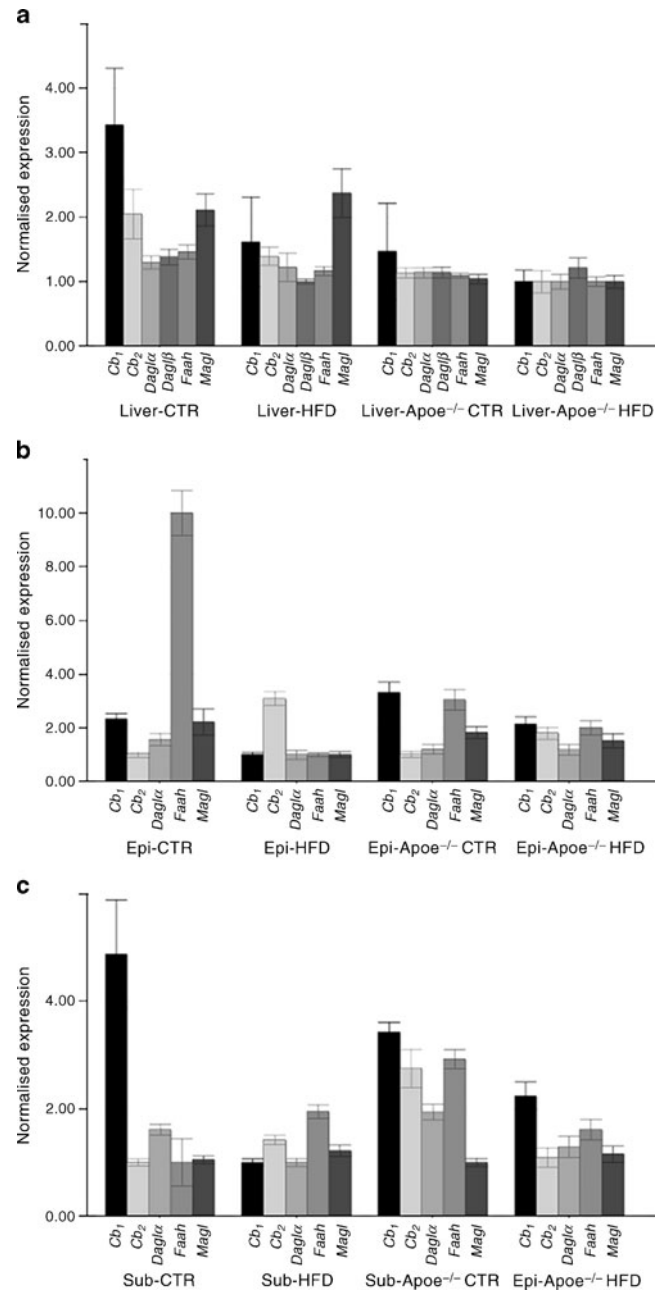 a
Normalised expression
4.00
3.00
2.00
1.00
0.00
Cb1 Cb2 Daglα Daglβ Faah Magl Cb1 Cb2 Daglα Daglβ Faah Magl Cb1 Cb2 Daglα Daglβ Faah Magl Cb1 Cb2 Daglα Daglβ Faah Magl
Liver-CTR Liver-HFD Liver-Apoe−/− CTR Liver-Apoe−/− HFD
b
Normalised expression
10.00
8.00
6.00
4.00
2.00
0.00
Cb1 Cb2 Daglα Faah Magl Cb1 Cb2 Daglα Faah Magl Cb1 Cb2 Daglα Faah Magl Cb1 Cb2 Daglα Faah Magl
Epi-CTR Epi-HFD Epi-Apoe−/− CTR Epi-Apoe−/− HFD
c
Normalised expression
4.00
2.00
0.00
Cb1 Cb2 Daglα Faah Magl Cb1 Cb2 Daglα Faah Magl Cb1 Cb2 Daglα Faah Magl Cb1 Cb2 Daglα Faah Magl
Sub-CTR Sub-HFD Sub-Apoe−/− CTR Epi-Apoe−/− HFD